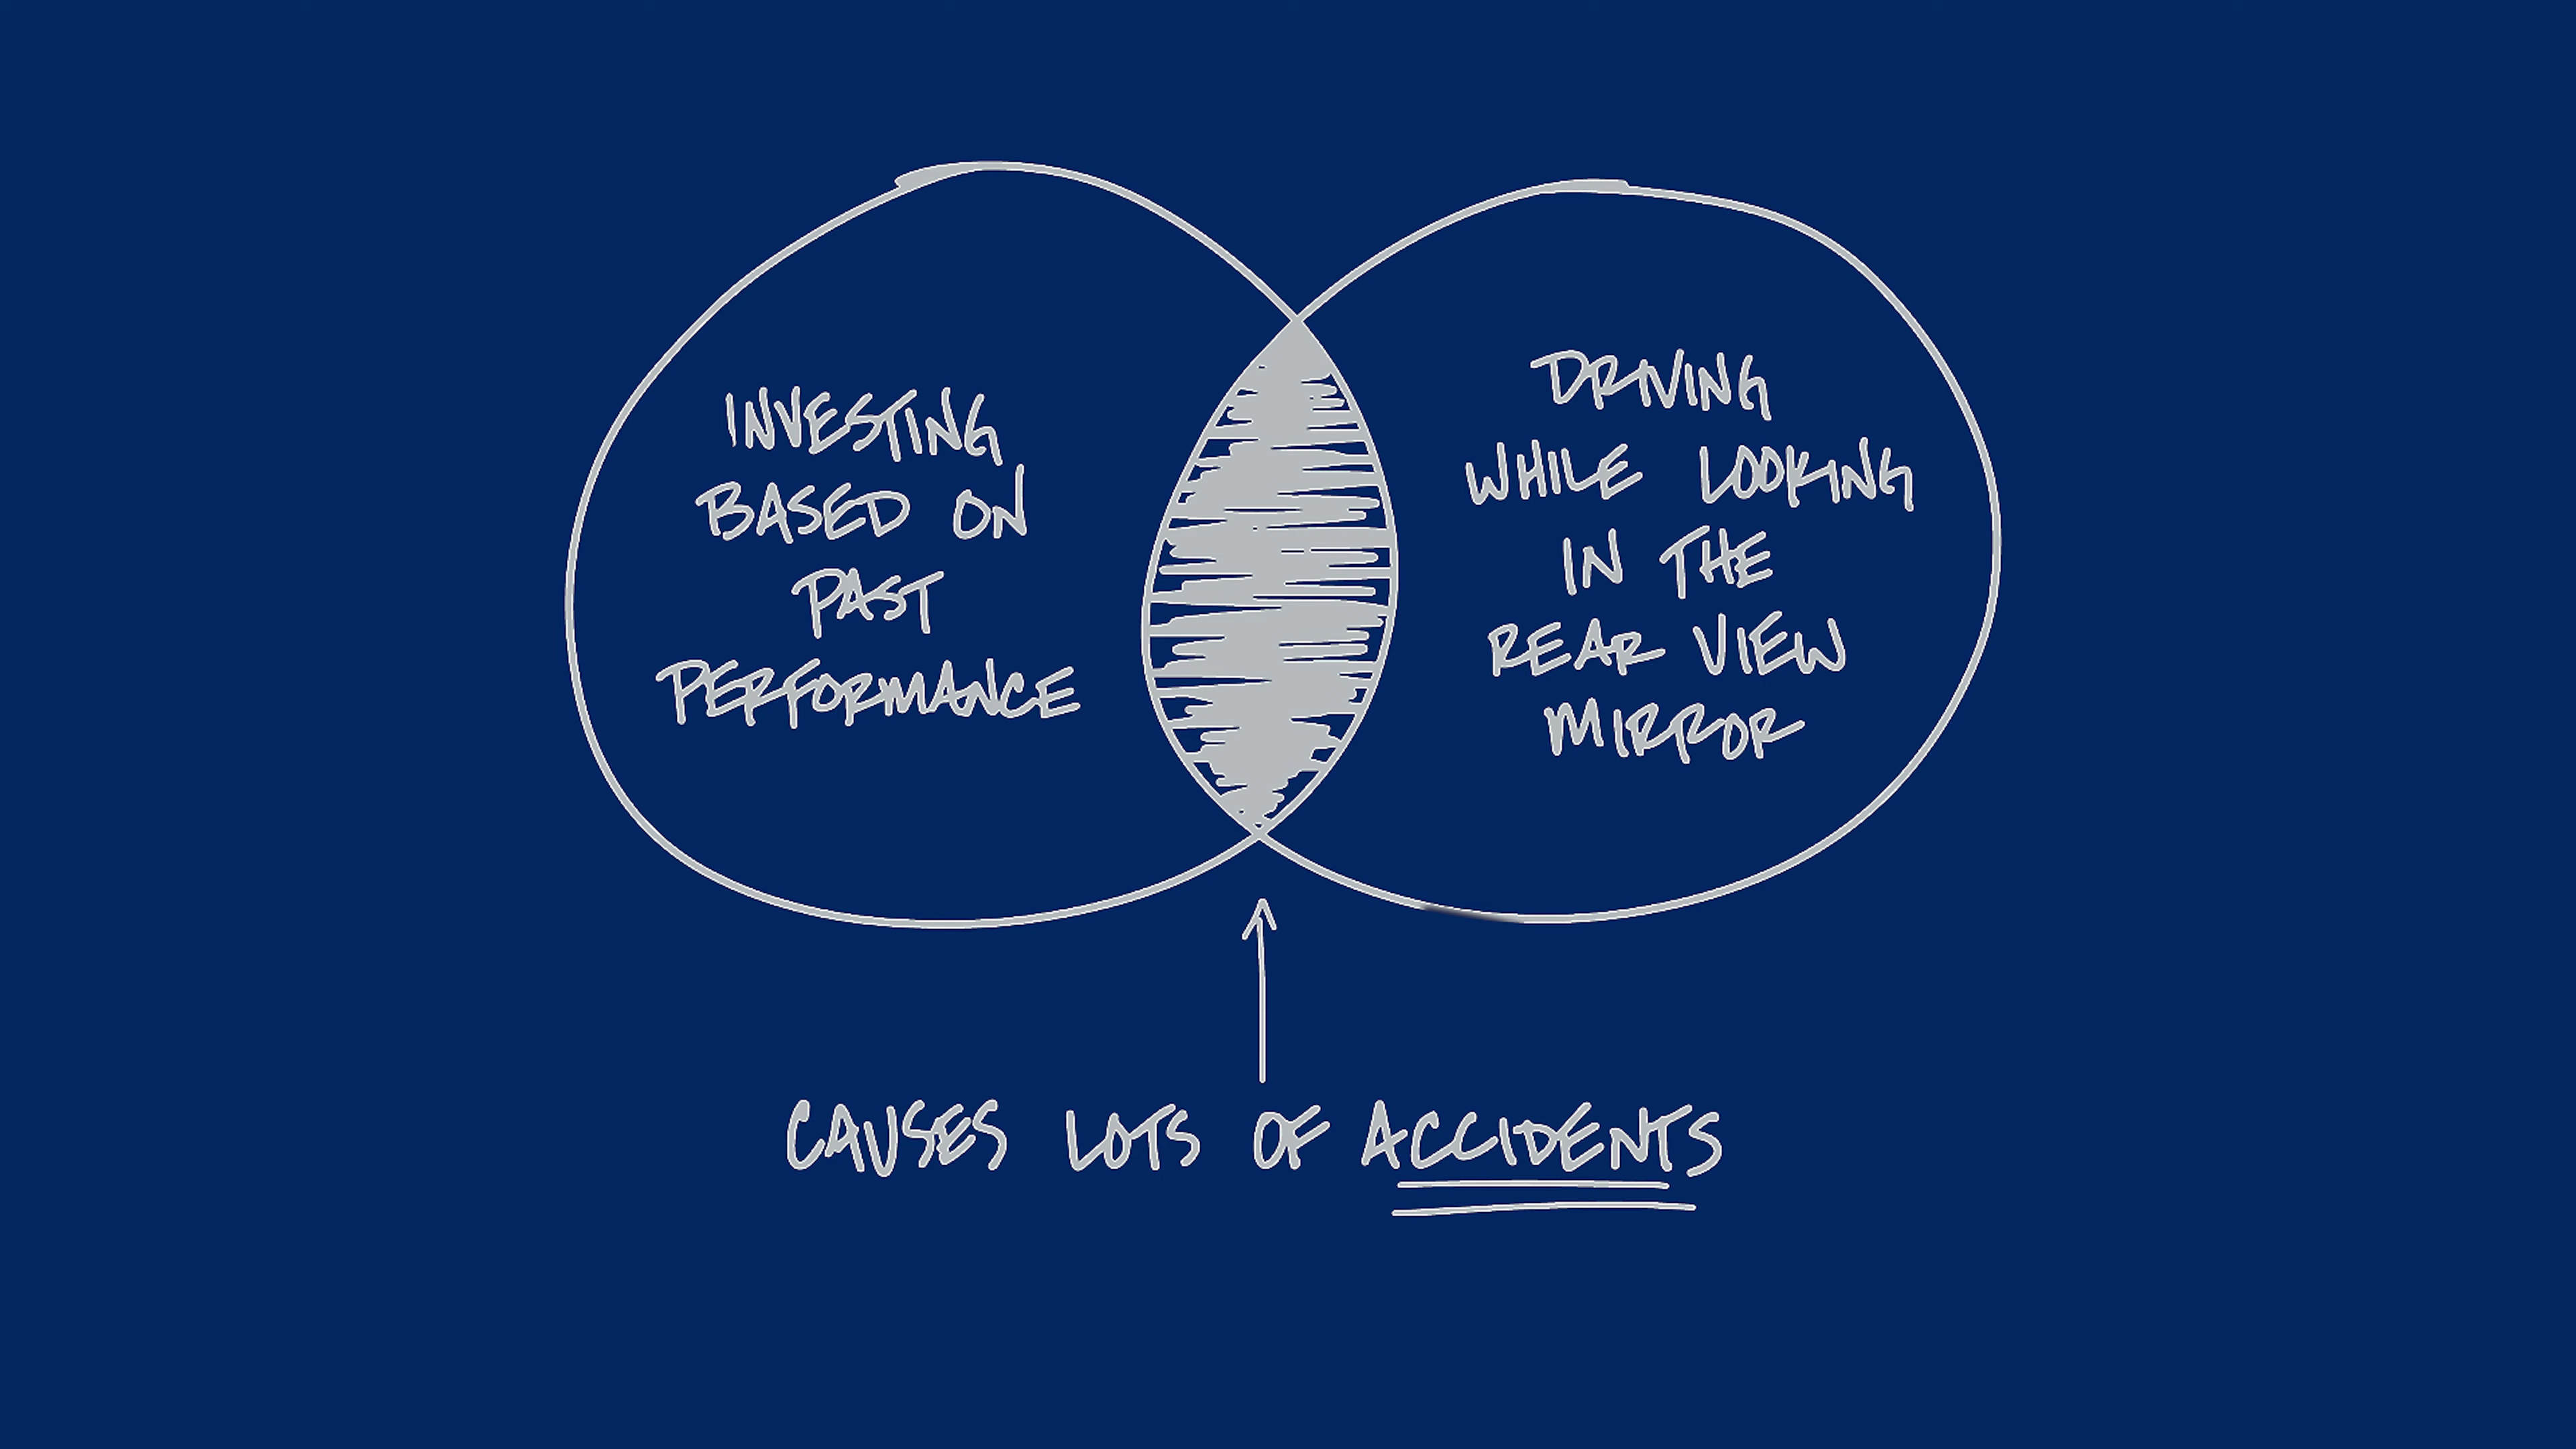 INVESTING
BASED ON
PAST
PERFORMANCE
DRIVING
WHILE LOOKING
IN THE
REAR VIEW
MIRROR
CAUSES LOTS OF ACCIDENTS